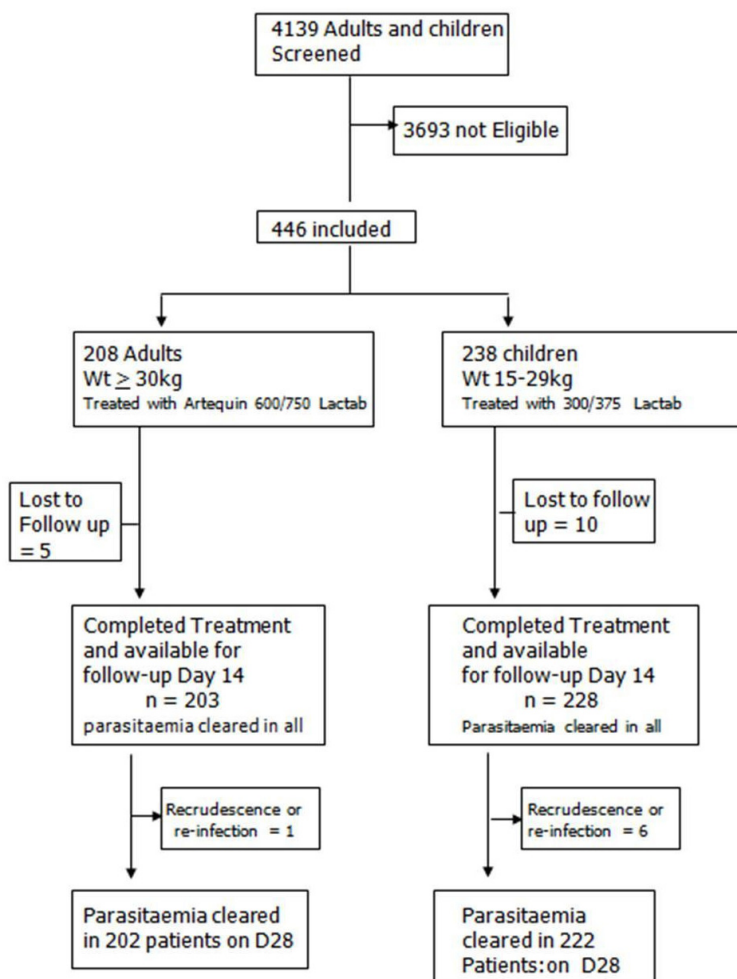 4139 Adults and children
Screened
3693 not Eligible
446 included
208 Adults
Wt ≥ 30kg
Treated with Artequin 600/750 Lactab
238 children
Wt 15-29kg
Treated with 300/375 Lactab
Lost to
Follow up
= 5
Lost to follow
up = 10
Completed Treatment
and available for
follow-up Day 14
n = 203
parasitaemia cleared in all
Completed Treatment
and available
for follow-up Day 14
n = 228
Parasitaemia cleared in all
Recrudescence or
re-infection = 1
Recrudescence or
re-infection = 6
Parasitaemia cleared
in 202 patients on D28
Parasitaemia
cleared in 222
Patients:on D28